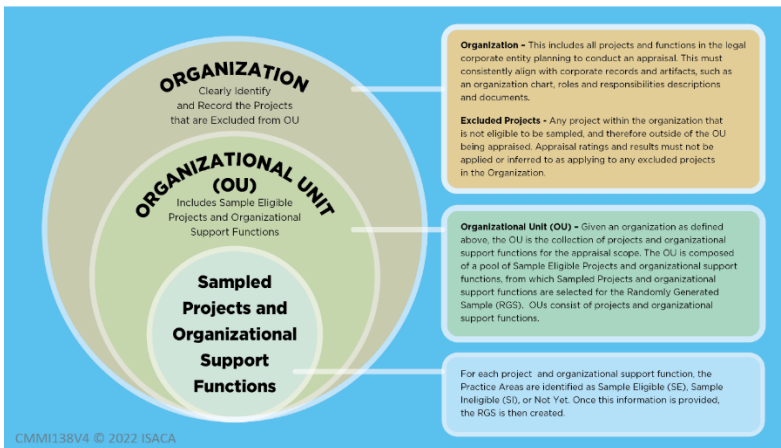 ORGANIZATION
Clearly Identify
and Record the Projects
that are Excluded from OU
ORGANIZATIONAL UNIT
(OU)
Includes Sample Eligible
Projects and Organizational
Support Functions
Sampled
Projects and
Organizational
Support
Functions
Organization – This includes all projects and functions in the legal
corporate entity planning to conduct an appraisal. This must
consistently align with corporate records and artifacts, such as
an organization chart, roles and responsibilities descriptions
and documents.
Excluded Projects - Any project within the organization that
is not eligible to be sampled, and therefore outside of the OU
being appraised. Appraisal ratings and results must not be
applied or inferred to as applying to any excluded projects
in the Organization.
Organizational Unit (OU) – Given an organization as defined
above, the OU is the collection of projects and organizational
support functions for the appraisal scope. The OU is composed
of a pool of Sample Eligible Projects and organizational support
functions, from which Sampled Projects and organizational
support functions are selected for the Randomly Generated
Sample (RGS). OUs consist of projects and organizational
support functions.
For each project and organizational support function, the
Practice Areas are identified as Sample Eligible (SE), Sample
Ineligible (SI), or Not Yet. Once this information is provided,
the RGS is then created.
CMMI138V4 © 2022 ISACA